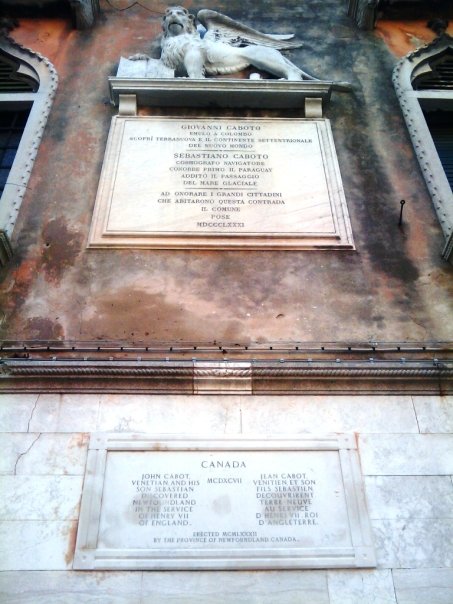 GIOVANNI CABOTO
EMULO A COLOMBO
SCOPRÌ TERRANUOVA E IL CONTINENTE SETTENTRIONALE
DEL NUOVO MONDO
SEBASTIANO CABOTO
COSMOGRAFO NAVIGATORE
CONOBBE PRIMO IL PARAGUAY
ADDITÒ IL PASSAGGIO
DEL MARE GLACIALE
AD ONORARE I GRANDI CITTADINI
CHE ABITARONO QUESTA CONTRADA
IL COMUNE
POSE
MDCCCLXXXI
CANADA
MCDXCVII
JOHN CABOT,
VENETIAN AND HIS
SON SEBASTIAN
DISCOVERED
NEWFOUNDLAND
IN THE SERVICE
OF HENRY VII
OF ENGLAND.
JEAN CABOT,
VENITIEN ET SON
FILS SEBASTIEN
DECOUVRIRENT
TERRE-NEUVE
AU SERVICE
D'HENRY VII, ROI
D'ANGLETERRE.
ERECTED MCMLXXXII
BY THE PROVINCE OF NEWFOUNDLAND, CANADA.